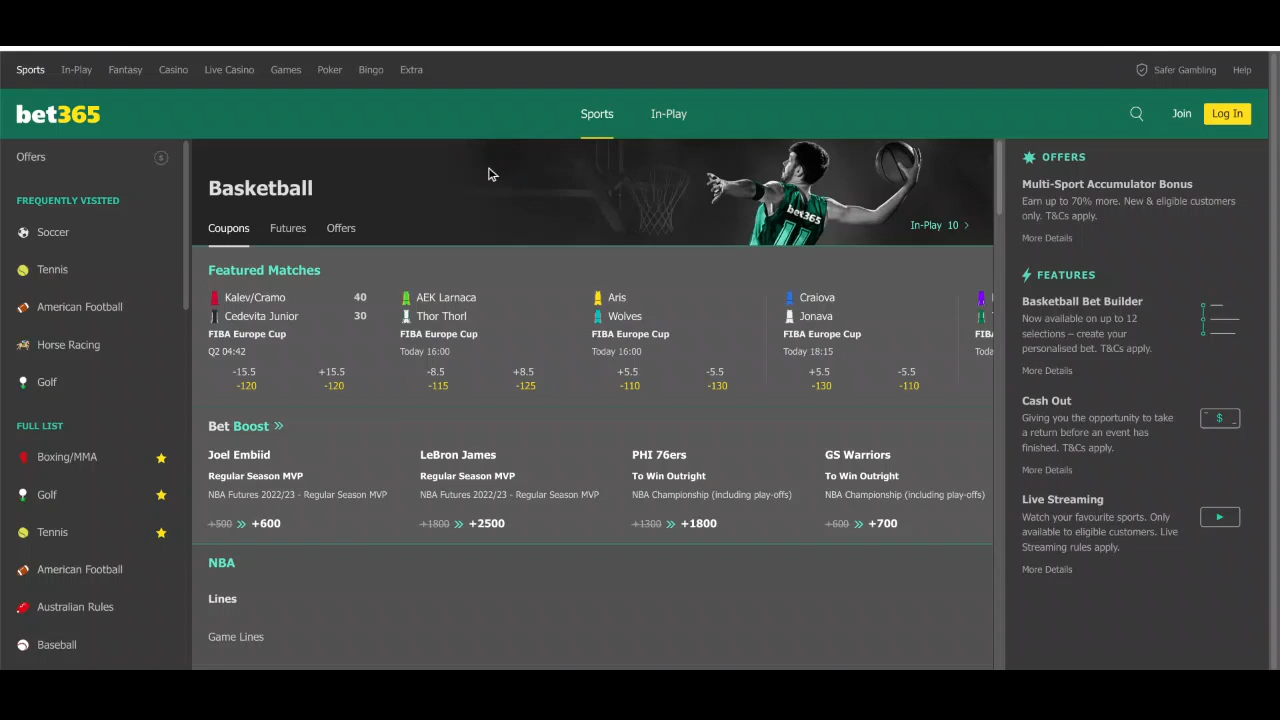 Sports In-Play Fantasy Casino Live Casino Games Poker Bingo Extra Safer Gambling Help
bet365 Sports In-Play Join Log In
Offers
FREQUENTLY VISITED
Soccer
Tennis
American Football
Horse Racing
Golf
FULL LIST
Boxing/MMA
Golf
Tennis
American Football
Australian Rules
Baseball
Basketball
bet365
11
Coupons Futures Offers
In-Play 10
Featured Matches
Kalev/Cramo 40
Cedevita Junior 30
FIBA Europe Cup
Q2 04:42
-15.5 +15.5
-120 -120
AEK Larnaca
Thor Thorl
FIBA Europe Cup
Today 16:00
-8.5 +8.5
-115 -125
Aris
Wolves
FIBA Europe Cup
Today 16:00
+5.5 -5.5
-110 -130
Craiova
Jonava
FIBA Europe Cup
Today 18:15
+5.5 -5.5
-130 -110
Bet Boost
Joel Embiid
Regular Season MVP
NBA Futures 2022/23 - Regular Season MVP
+500 +600
LeBron James
Regular Season MVP
NBA Futures 2022/23 - Regular Season MVP
+1800 +2500
PHI 76ers
To Win Outright
NBA Championship (including play-offs)
+1300 +1800
GS Warriors
To Win Outright
NBA Championship (including play-offs)
+600 +700
NBA
Lines
Game Lines
OFFERS
Multi-Sport Accumulator Bonus
Earn up to 70% more. New & eligible customers
only. T&Cs apply.
More Details
FEATURES
Basketball Bet Builder
Now available on up to 12
selections – create your
personalised bet. T&Cs apply.
More Details
Cash Out
Giving you the opportunity to take
a return before an event has
finished. T&Cs apply.
More Details
Live Streaming
Watch your favourite sports. Only
available to eligible customers. Live
Streaming rules apply.
More Details